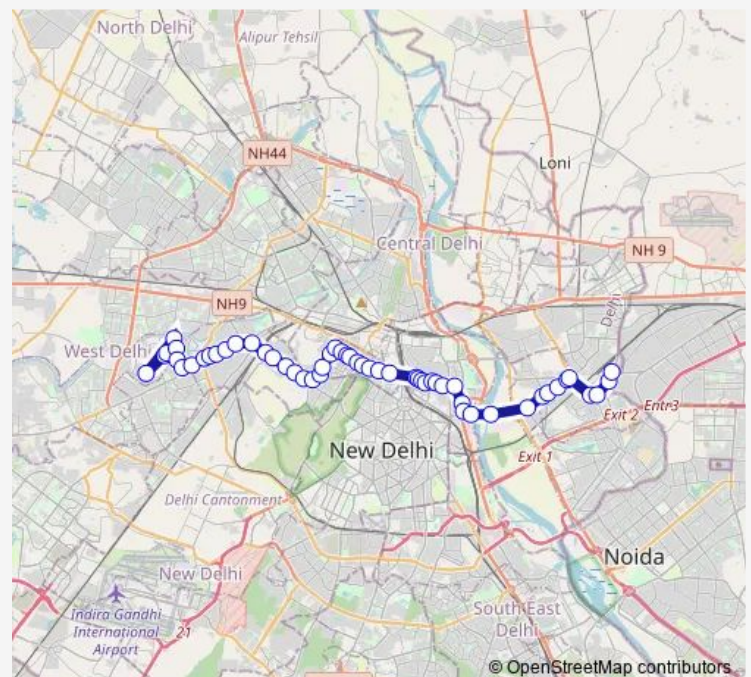 North Delhi
Alipur Tehsil
NH44
Loni
Central Delhi
NH 9
NH9
Delhi
West Delh
Entr3
Exit 2
New Delhi
Exit 1
Delhi Cantonment
Noida
New Delhi
Indira Gandhi
International
Airport
21
South East
Delhi
© OpenStreetMap contributors